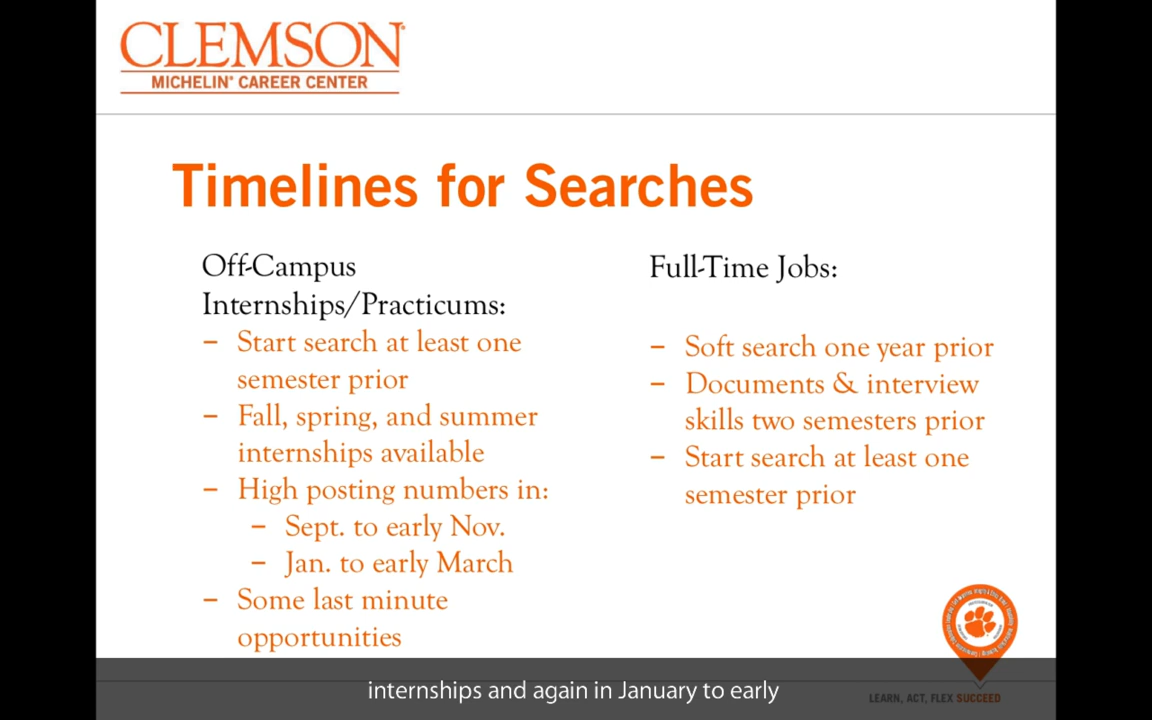 CLEMSON®
MICHELIN® CAREER CENTER
Timelines for Searches
Off-Campus
Internships/Practicums:
– Start search at least one
semester prior
– Fall, spring, and summer
internships available
– High posting numbers in:
– Sept. to early Nov.
– Jan. to early March
– Some last minute
opportunities
Full-Time Jobs:
– Soft search one year prior
– Documents & interview
skills two semesters prior
– Start search at least one
semester prior
internships and again in January to early
LEARN, ACT, FLEX SUCCEED